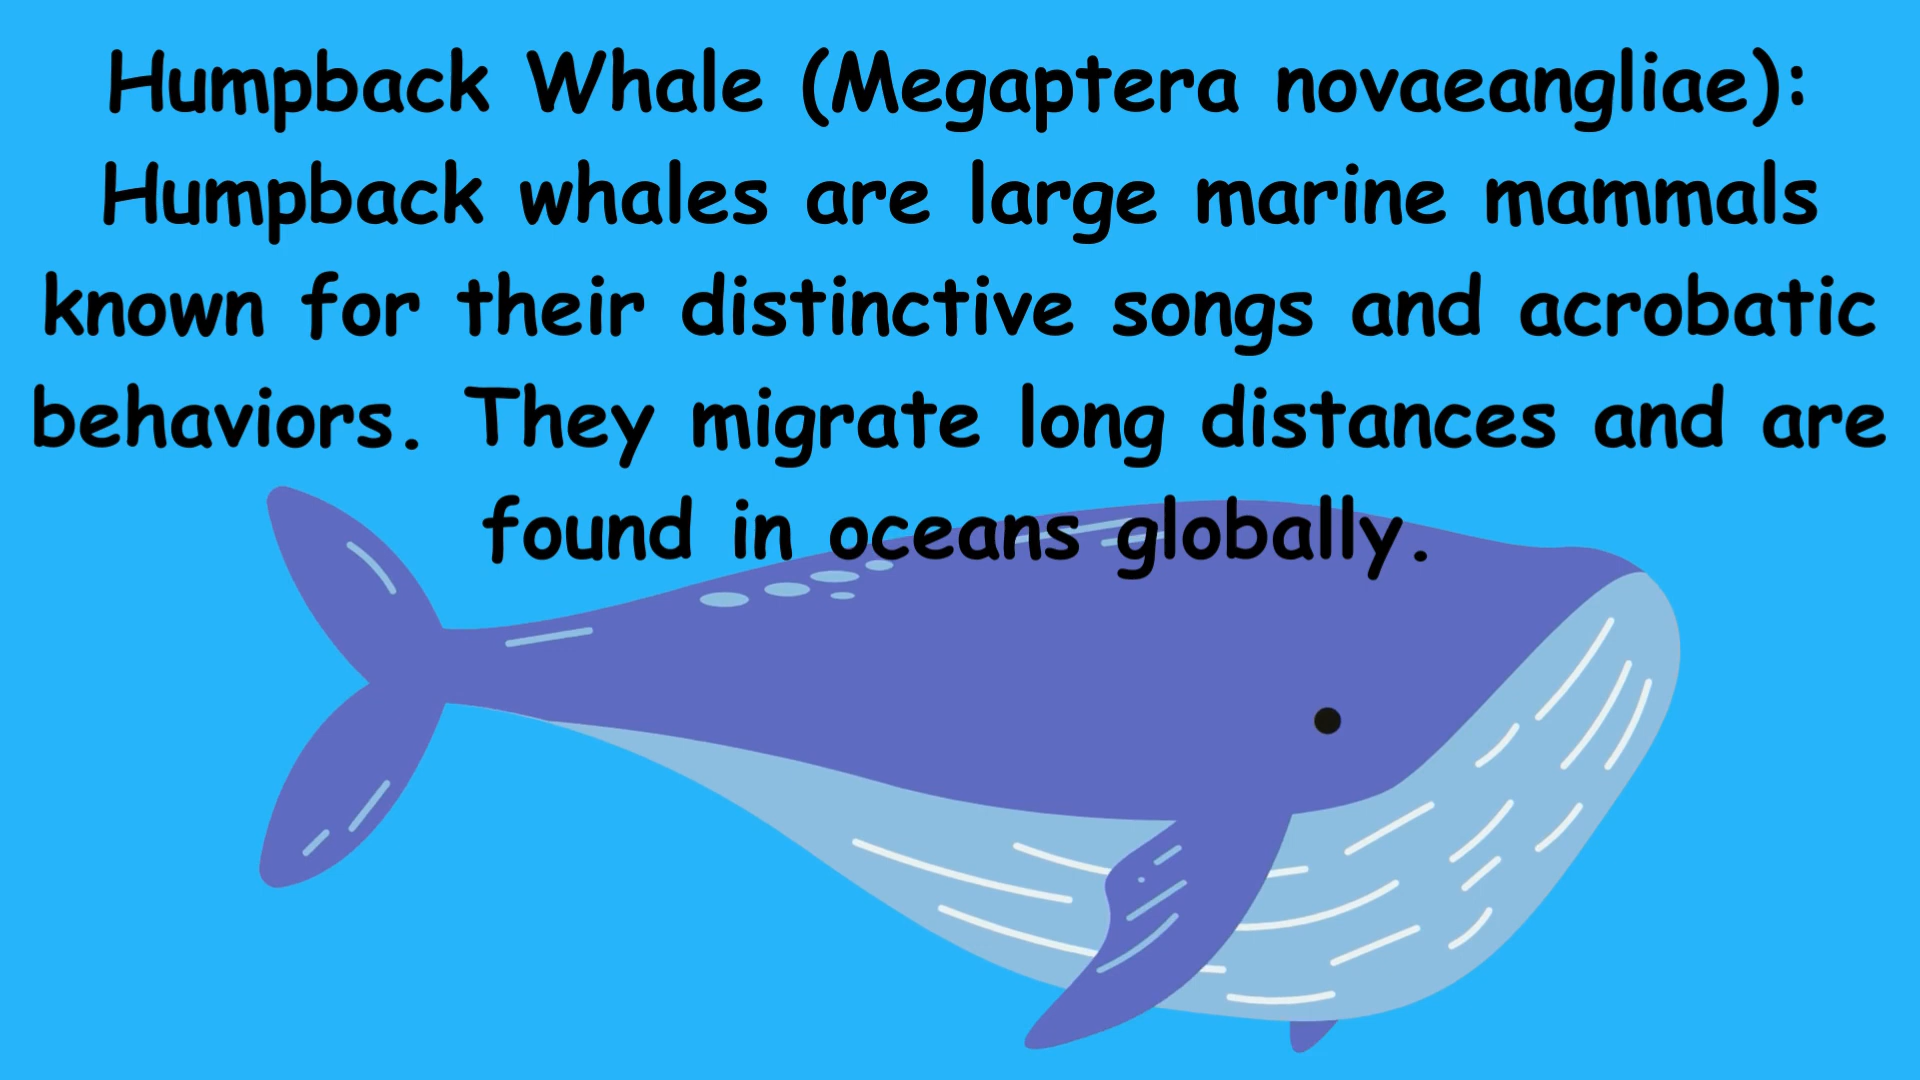 Humpback Whale (Megaptera novaeangliae):
Humpback whales are large marine mammals
known for their distinctive songs and acrobatic
behaviors. They migrate long distances and are
found in oceans globally.